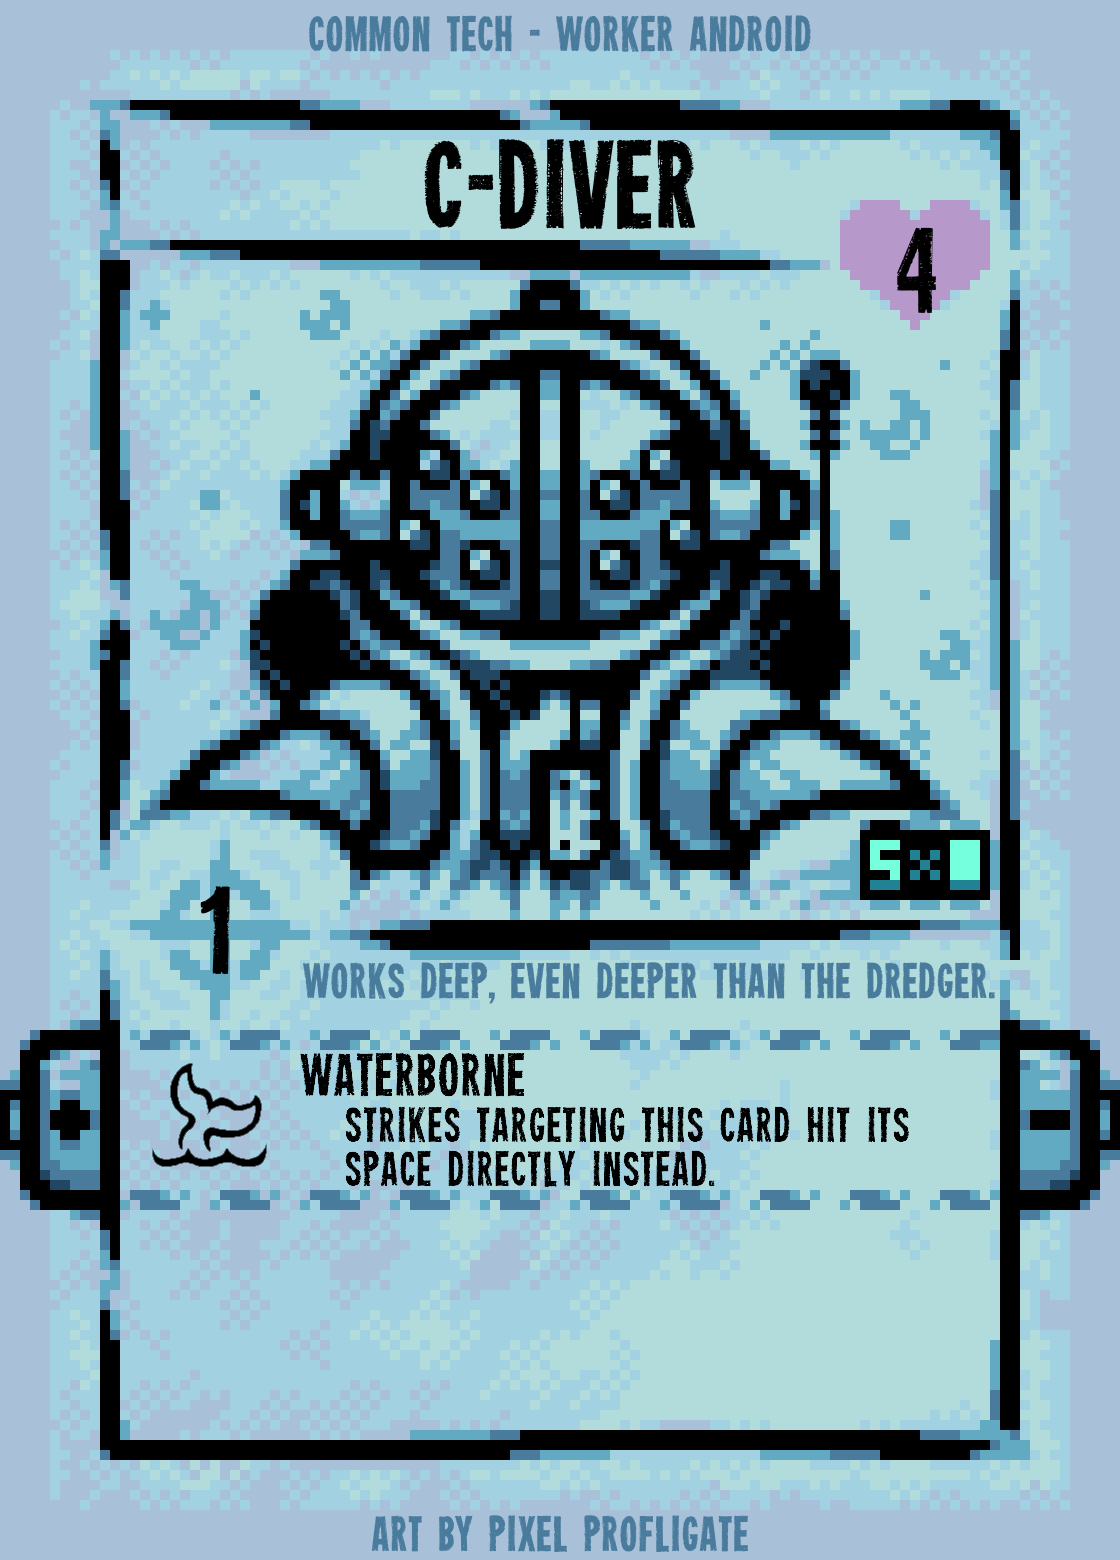 COMMON TECH - WORKER ANDROID
C-DIVER
4
5X
1
WORKS DEEP, EVEN DEEPER THAN THE DREDGER.
WATERBORNE
STRIKES TARGETING THIS CARD HIT ITS
SPACE DIRECTLY INSTEAD.
ART BY PIXEL PROFLIGATE